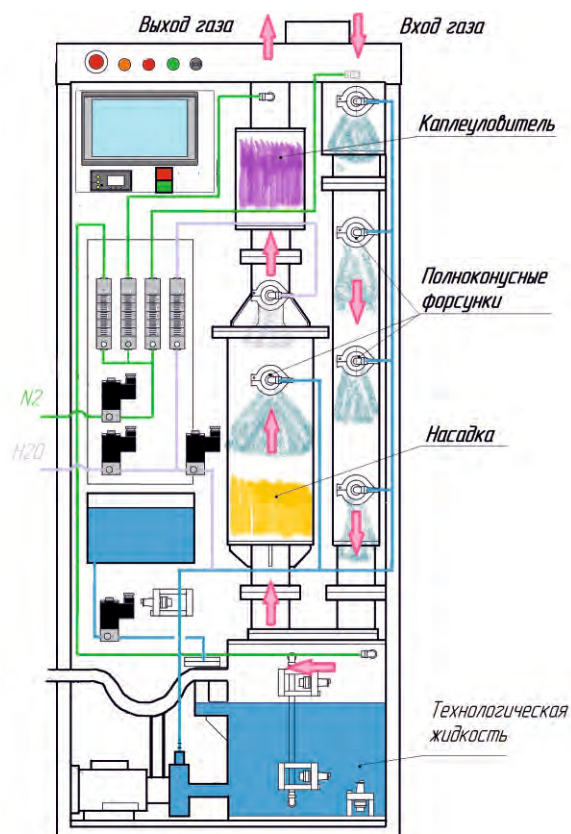 Выход газа
Вход газа
Каплеуловитель
Полноконусные
форсунки
N2
Насадка
H2O
Технологическая
жидкость